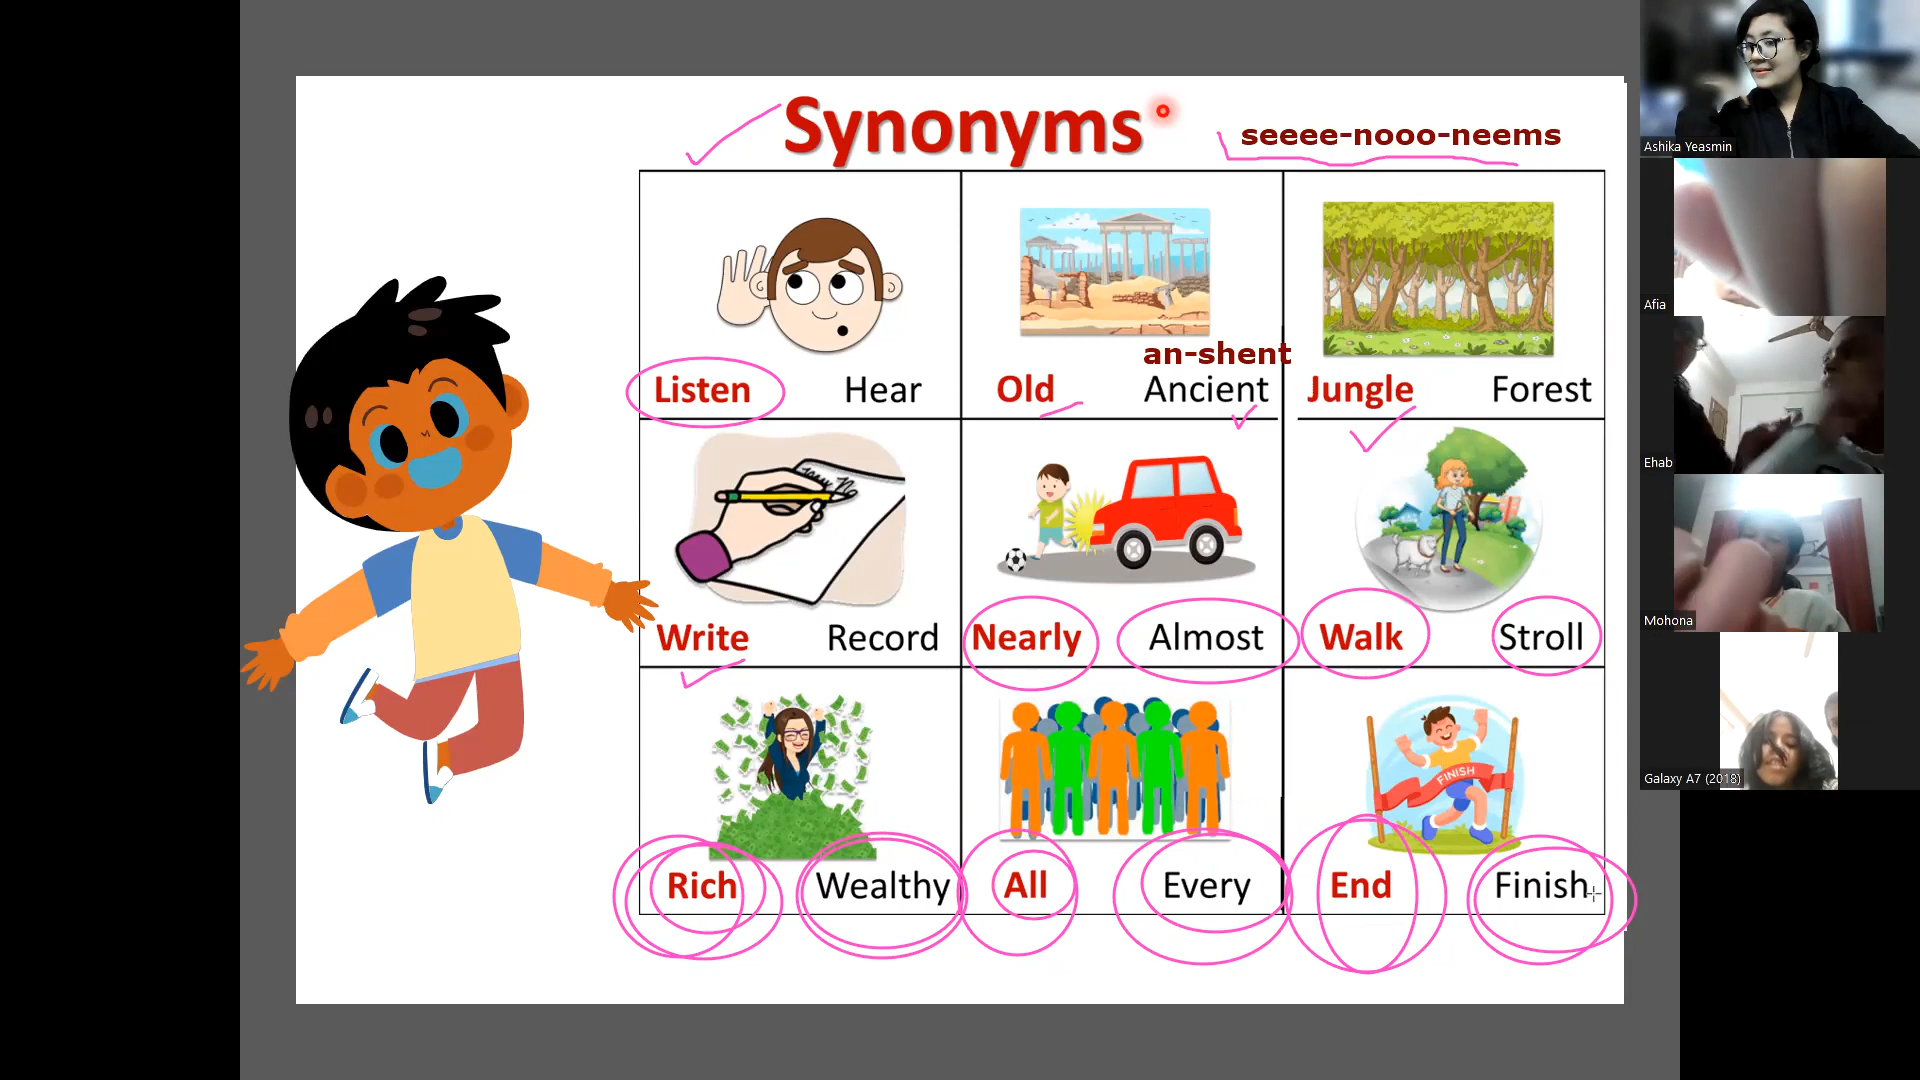 Synonyms
seeee-nooo-neems
an-shent
Listen Hear Old Ancient Jungle Forest
Write Record Nearly Almost Walk Stroll
FINISH
Rich Wealthy All Every End Finish
Ashika Yeasmin
Afia
Ehab
Mohona
Galaxy A7 (2018)